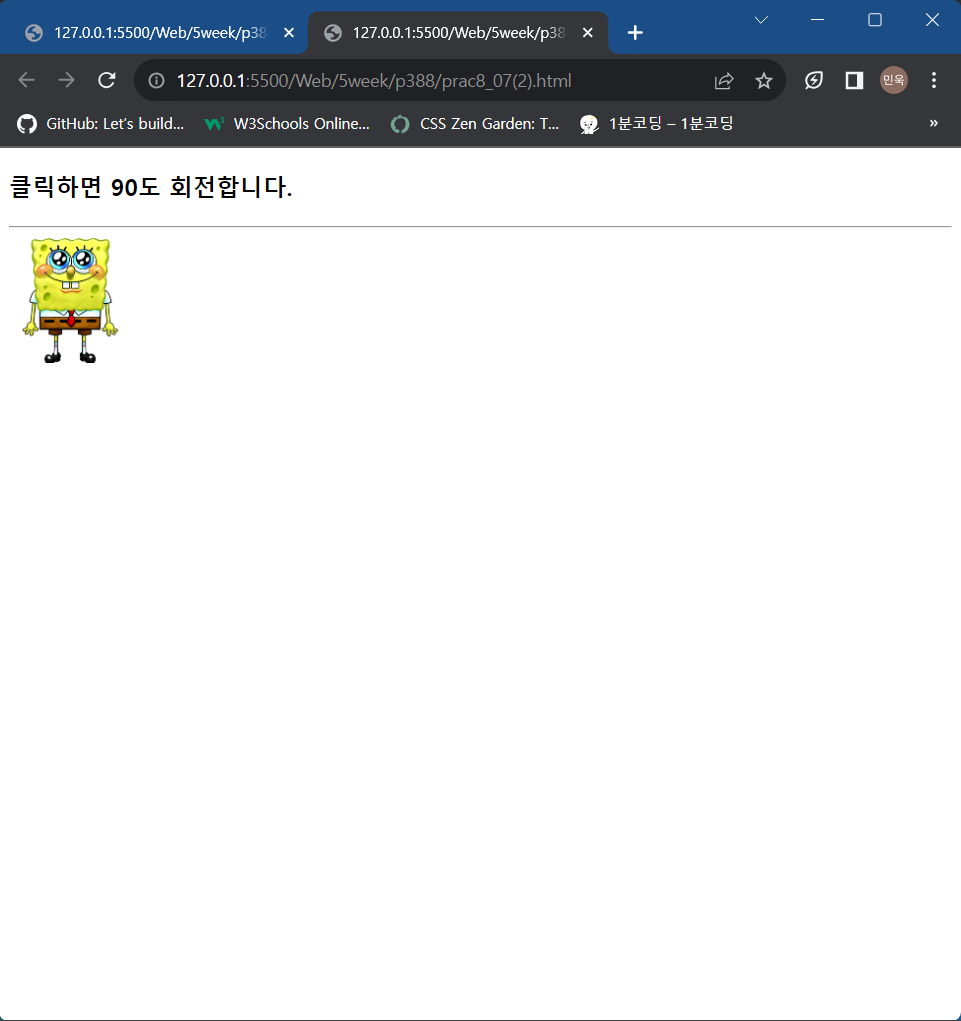 127.0.0.1:5500/Web/5week/p38
127.0.0.1:5500/Web/5week/p38
127.0.0.1:5500/Web/5week/p388/prac8_07(2).html
민욱
GitHub: Let's build...
W3Schools Online...
CSS Zen Garden: T...
1분코딩 – 1분코딩
»
클릭하면 90도 회전합니다.